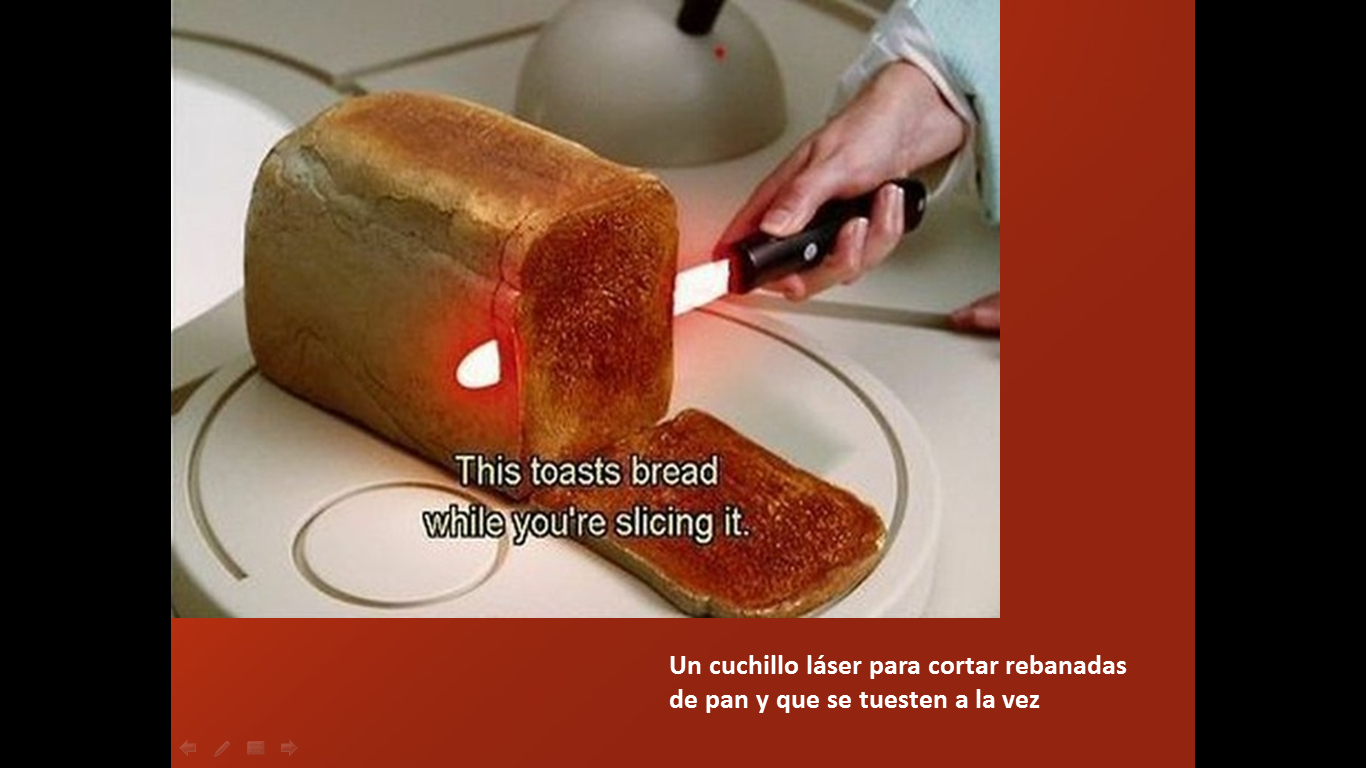 This toasts bread
while you're slicing it.
Un cuchillo láser para cortar rebanadas
de pan y que se tuesten a la vez